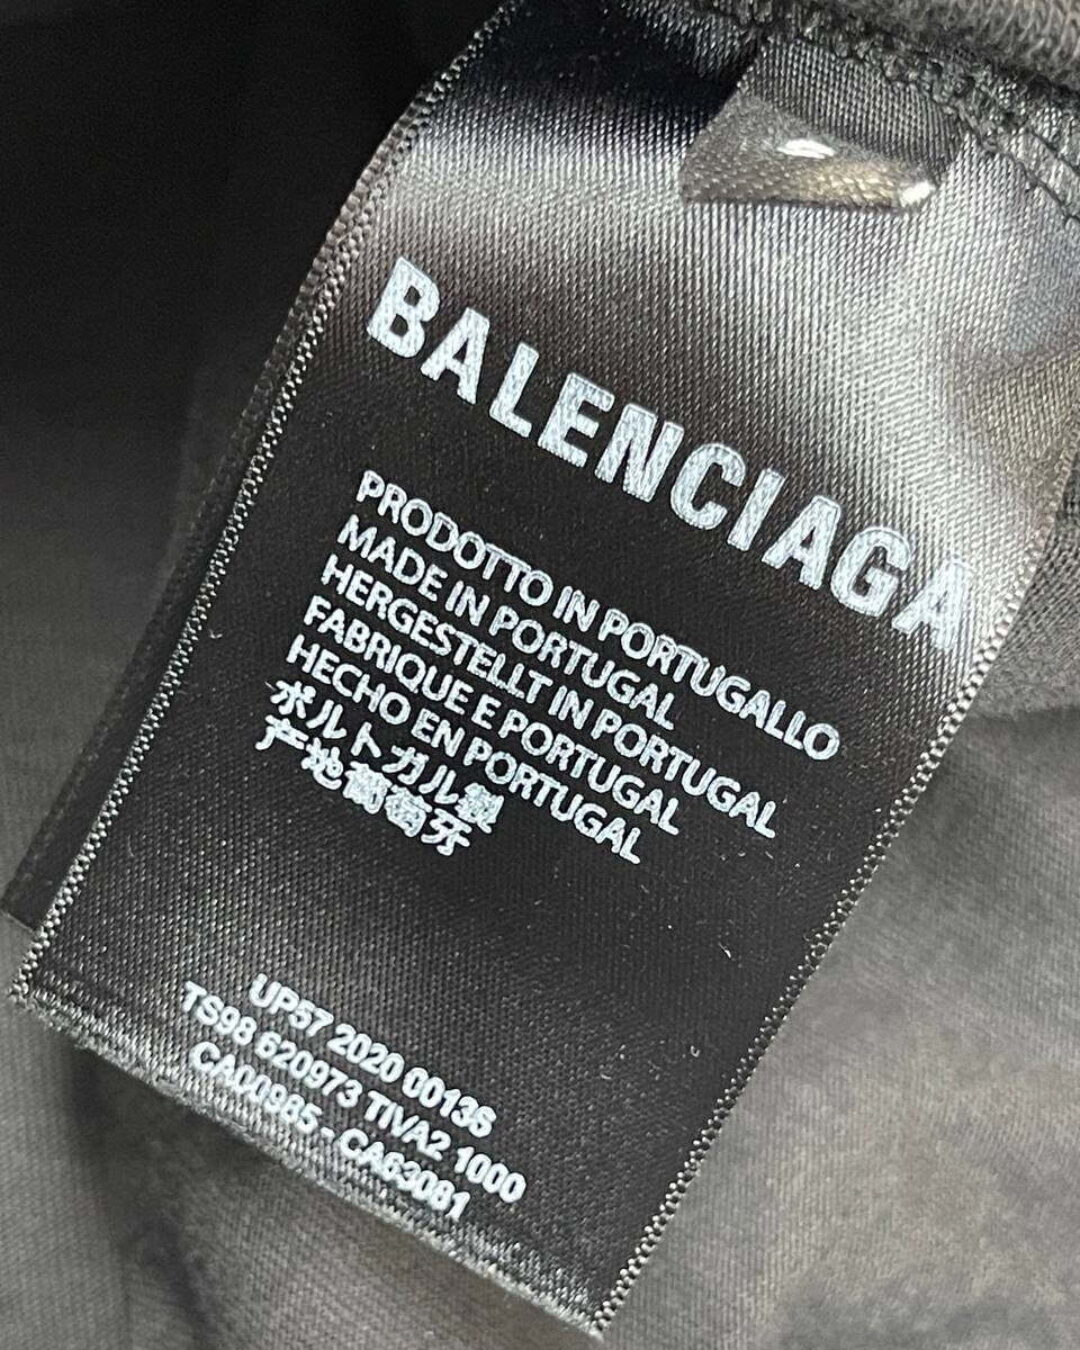 BALENCIAGA
PRODOTTO IN PORTUGALLO
MADE IN PORTUGAL
HERGESTELLT IN PORTUGAL
FABRIQUE E PORTUGAL
HECHO EN PORTUGAL
ポルトガル製
产地葡萄牙
UP57 2020 00136
TS98 620973 TIVA2 1000
CA00985 - CA63081